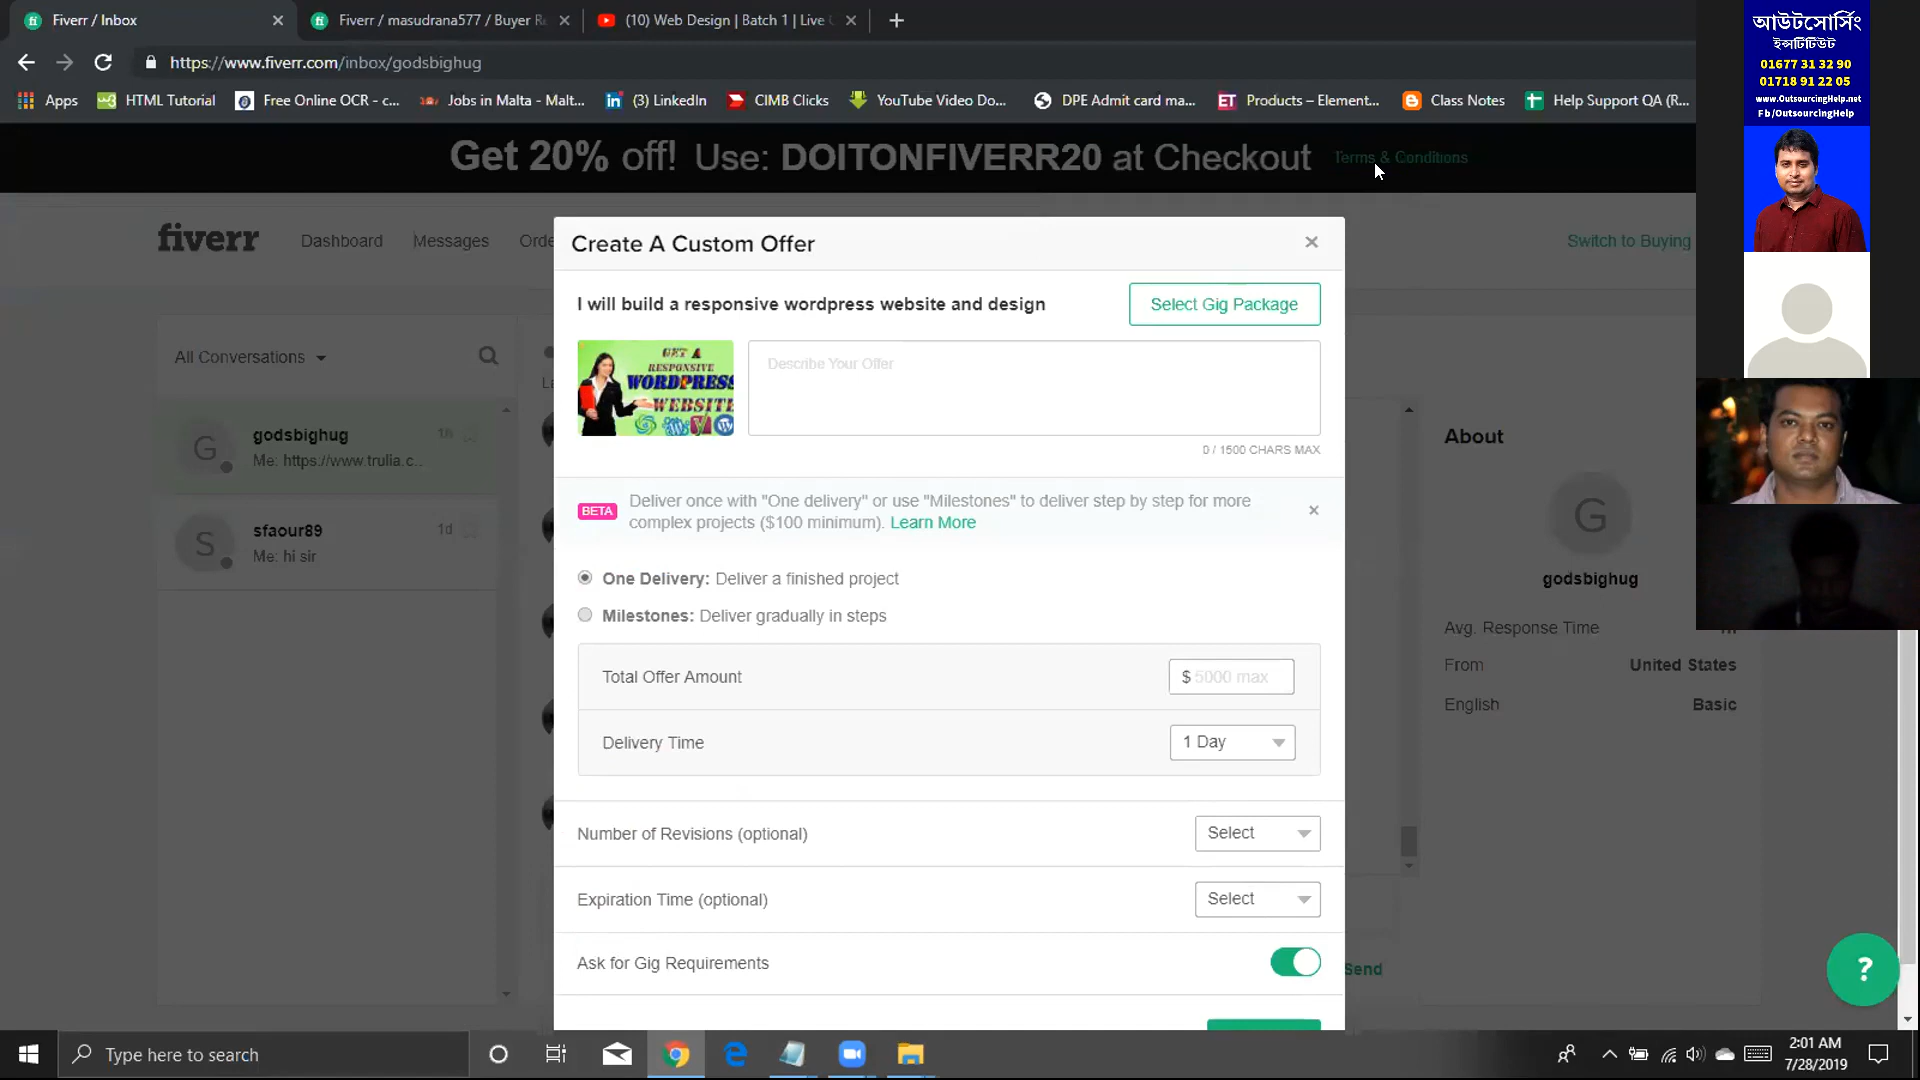 Fiverr / Inbox
Fiverr / masudrana577 / Buyer Re
(10) Web Design | Batch 1 | Live
https://www.fiverr.com/inbox/godsbighug
Apps
HTML Tutorial
Free Online OCR - c...
Jobs in Malta - Malt...
(3) LinkedIn
CIMB Clicks
YouTube Video Do...
DPE Admit card ma...
Products – Element...
Class Notes
Help Support QA (R...
আউটসোর্সিং
ইন্সটিটিউট
01677 31 32 90
01718 91 22 05
www.OutsourcingHelp.net
Fb/OutsourcingHelp
Get 20% off! Use: DOITONFIVERR20 at Checkout
Terms & Conditions
fiverr
Dashboard
Messages
Orde
Switch to Buying
Create A Custom Offer
I will build a responsive wordpress website and design
Select Gig Package
GET A
RESPONSIVE
WORDPRESS
WEBSITE
Describe Your Offer
0 / 1500 CHARS MAX
All Conversations
G
godsbighug
1h
Me: https://www.trulia.c..
S
sfaour89
1d
Me: hi sir
BETA
Deliver once with "One delivery" or use "Milestones" to deliver step by step for more
complex projects ($100 minimum). Learn More
One Delivery: Deliver a finished project
Milestones: Deliver gradually in steps
Total Offer Amount
$ 5000 max
Delivery Time
1 Day
Number of Revisions (optional)
Select
Expiration Time (optional)
Select
Ask for Gig Requirements
Send
About
G
godsbighug
Avg. Response Time
From
United States
English
Basic
?
Type here to search
2:01 AM
7/28/2019